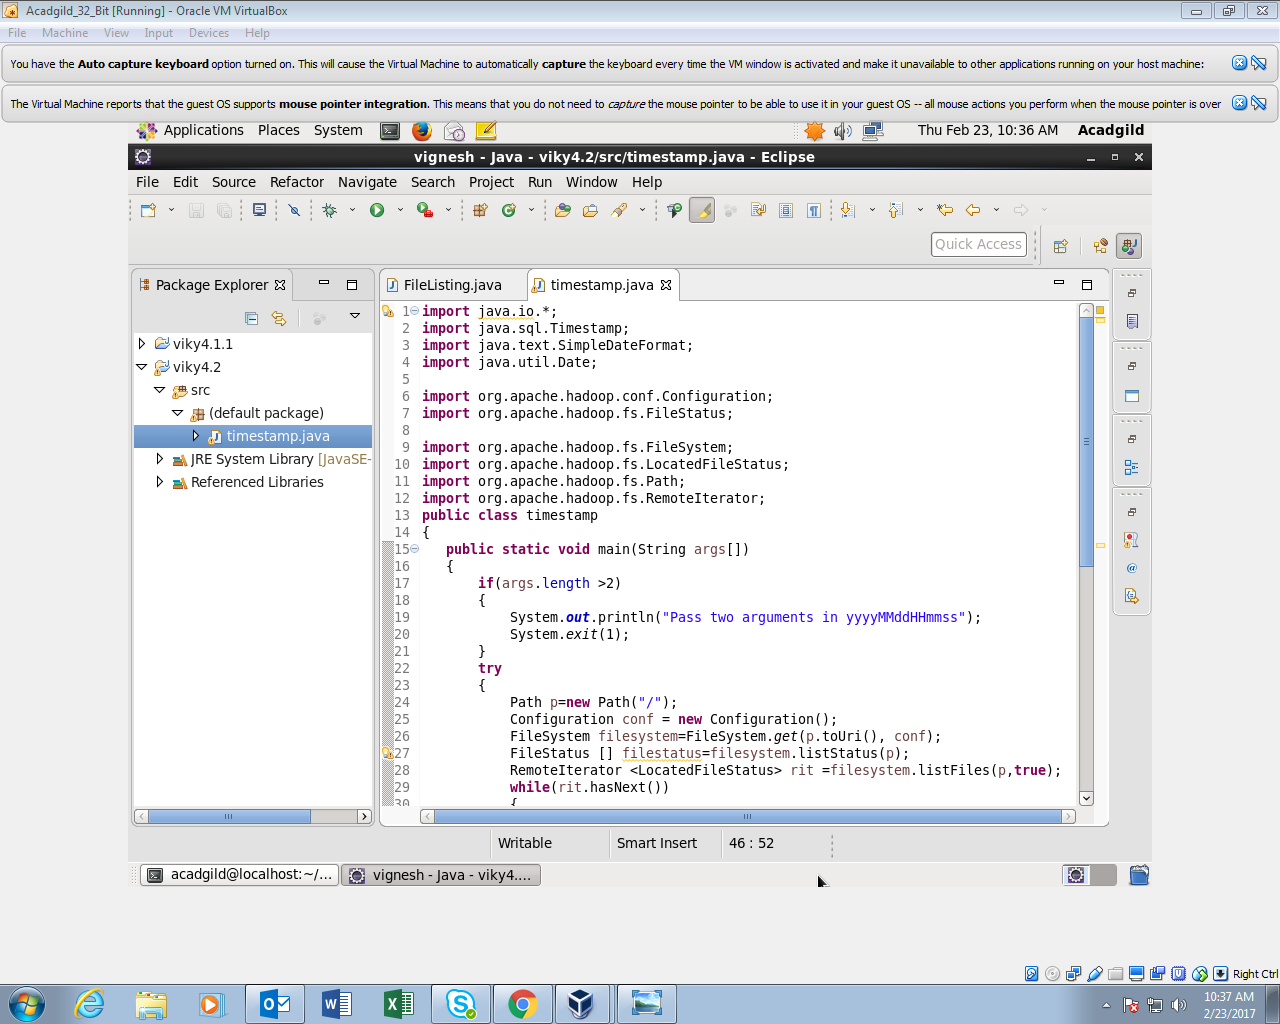 Acadgild_32_Bit [Running] - Oracle VM VirtualBox
File Machine View Input Devices Help
You have the Auto capture keyboard option turned on. This will cause the Virtual Machine to automatically capture the keyboard every time the VM window is activated and make it unavailable to other applications running on your host machine:
The Virtual Machine reports that the guest OS supports mouse pointer integration. This means that you do not need to capture the mouse pointer to be able to use it in your guest OS -- all mouse actions you perform when the mouse pointer is over
Applications Places System Thu Feb 23, 10:36 AM Acadgild
vignesh - Java - viky4.2/src/timestamp.java - Eclipse
File Edit Source Refactor Navigate Search Project Run Window Help
Quick Access
Package Explorer
FileListing.java timestamp.java
viky4.1.1
viky4.2
src
(default package)
timestamp.java
JRE System Library [JavaSE-
Referenced Libraries
1 import java.io.*;
2 import java.sql.Timestamp;
3 import java.text.SimpleDateFormat;
4 import java.util.Date;
5
6 import org.apache.hadoop.conf.Configuration;
7 import org.apache.hadoop.fs.FileStatus;
8
9 import org.apache.hadoop.fs.FileSystem;
10 import org.apache.hadoop.fs.LocatedFileStatus;
11 import org.apache.hadoop.fs.Path;
12 import org.apache.hadoop.fs.RemoteIterator;
13 public class timestamp
14 {
15 public static void main(String args[])
16 {
17 if(args.length >2)
18 {
19 System.out.println("Pass two arguments in yyyyMMddHHmmss");
20 System.exit(1);
21 }
22 try
23 {
24 Path p=new Path("/");
25 Configuration conf = new Configuration();
26 FileSystem filesystem=FileSystem.get(p.toUri(), conf);
27 FileStatus [] filestatus=filesystem.listStatus(p);
28 RemoteIterator <LocatedFileStatus> rit =filesystem.listFiles(p,true);
29 while(rit.hasNext())
30 {
Writable Smart Insert 46 : 52
acadgild@localhost:~/... vignesh - Java - viky4....
Right Ctrl
10:37 AM
2/23/2017